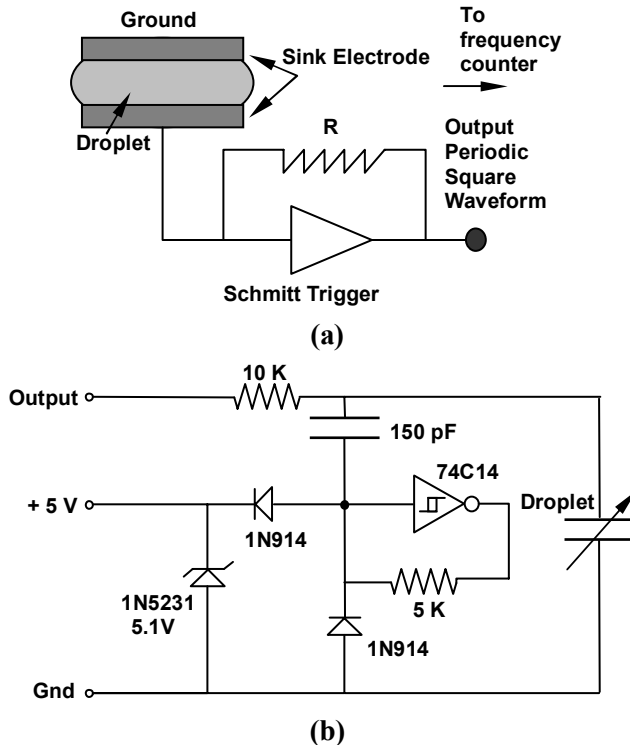 Ground
Sink Electrode
To
frequency
counter
Droplet
R
Output
Periodic
Square
Waveform
Schmitt Trigger
(a)
10 K
Output
150 pF
74C14
+ 5 V
Droplet
1N914
1N5231
5.1V
5 K
1N914
Gnd
(b)